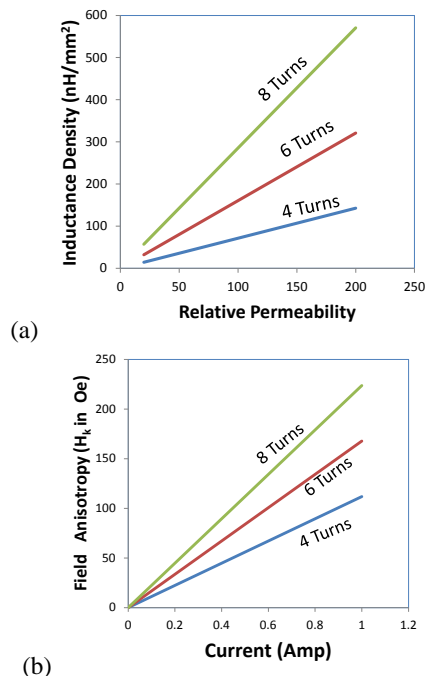 600
500
400
300
200
100
0
0 50 100 150 200 250
Inductance Density (nH/mm²)
Relative Permeability
8 Turns
6 Turns
4 Turns
(a)
250
200
150
100
50
0
0 0.2 0.4 0.6 0.8 1 1.2
Field Anisotropy (Hk in Oe)
Current (Amp)
8 Turns
6 Turns
4 Turns
(b)